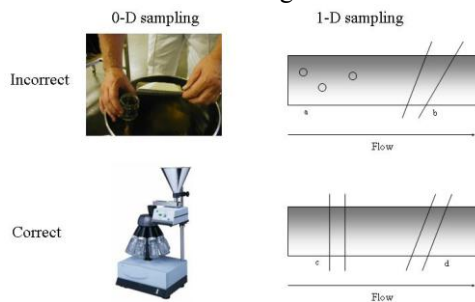 0-D sampling
1-D sampling
Incorrect
a
b
Flow
Correct
c
d
Flow